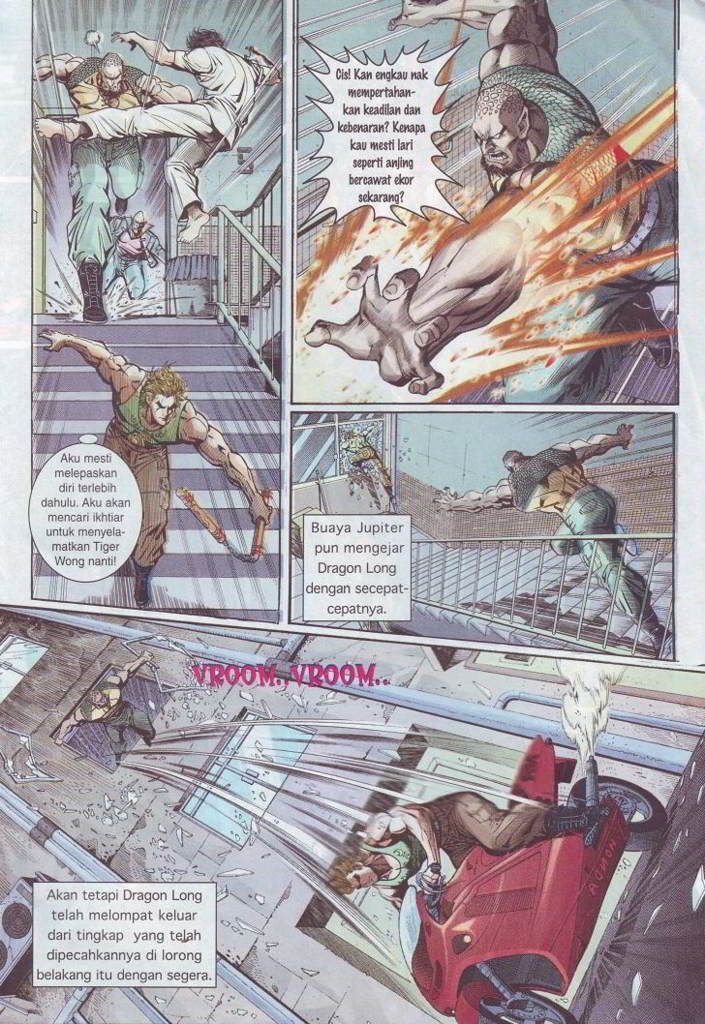 Cis! Kan engkau nak
mempertahan-
kan keadilan dan
kebenaran? Kenapa
kau mesti lari
seperti anjing
bercawat ekor
sekarang?
Aku mesti
melepaskan
diri terlebih
dahulu. Aku akan
mencari ikhtiar
untuk menyela-
matkan Tiger
Wong nanti!
Buaya Jupiter
pun mengejar
Dragon Long
dengan secepat-
cepatnya.
VROOM..VROOM..
Akan tetapi Dragon Long
telah melompat keluar
dari tingkap yang telah
dipecahkannya di lorong
belakang itu dengan segera.